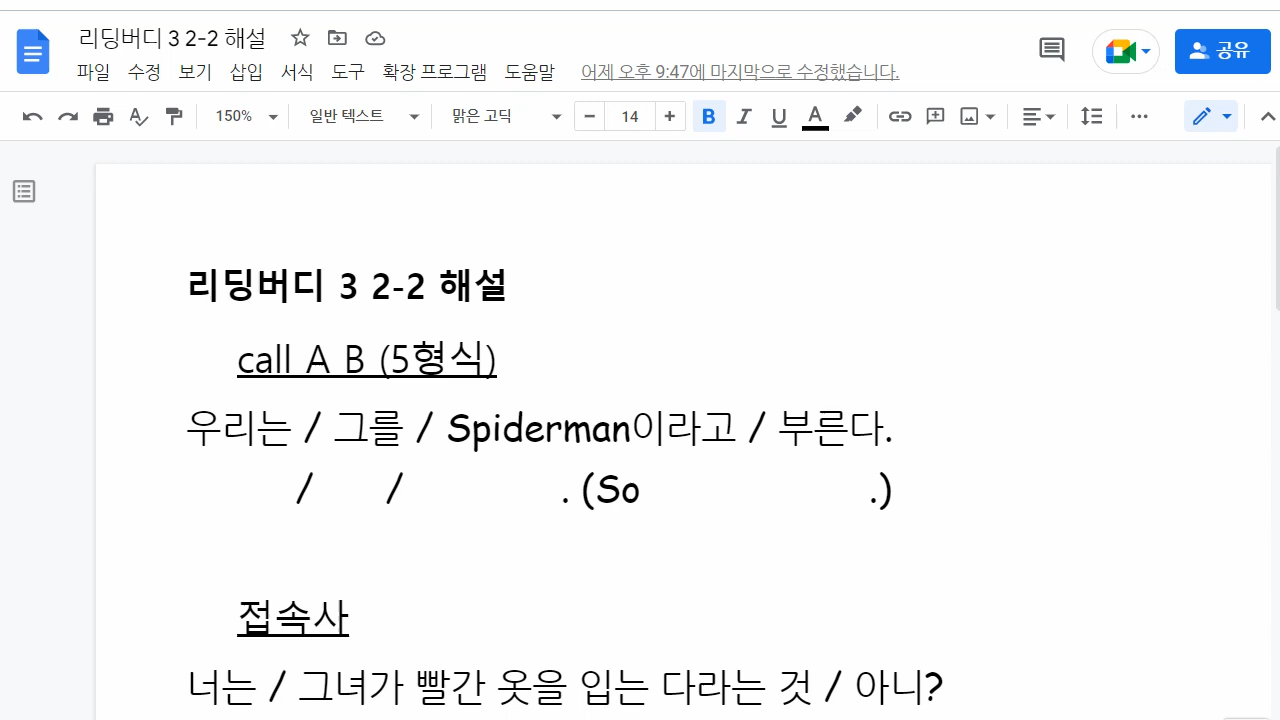 리딩버디 3 2-2 해설
파일 수정 보기 삽입 서식 도구 확장 프로그램 도움말 어제 오후 9:47에 마지막으로 수정했습니다.
공유
150% 일반 텍스트 맑은 고딕 14 B I U A
리딩버디 3 2-2 해설
call A B (5형식)
우리는 / 그를 / Spiderman이라고 / 부른다.
/ / . (So .)
접속사
너는 / 그녀가 빨간 옷을 입는 다라는 것 / 아니?